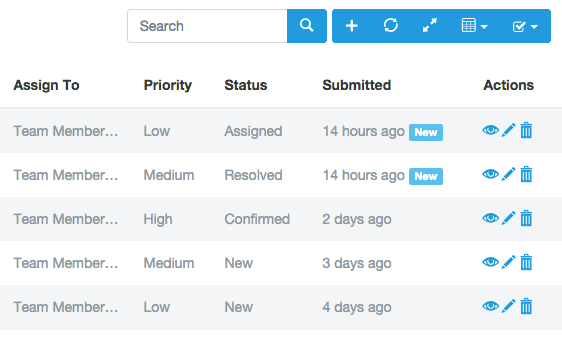 Search
Assign To Priority Status Submitted Actions
Team Member... Low Assigned 14 hours ago New
Team Member... Medium Resolved 14 hours ago New
Team Member... High Confirmed 2 days ago
Team Member... Medium New 3 days ago
Team Member... Low New 4 days ago